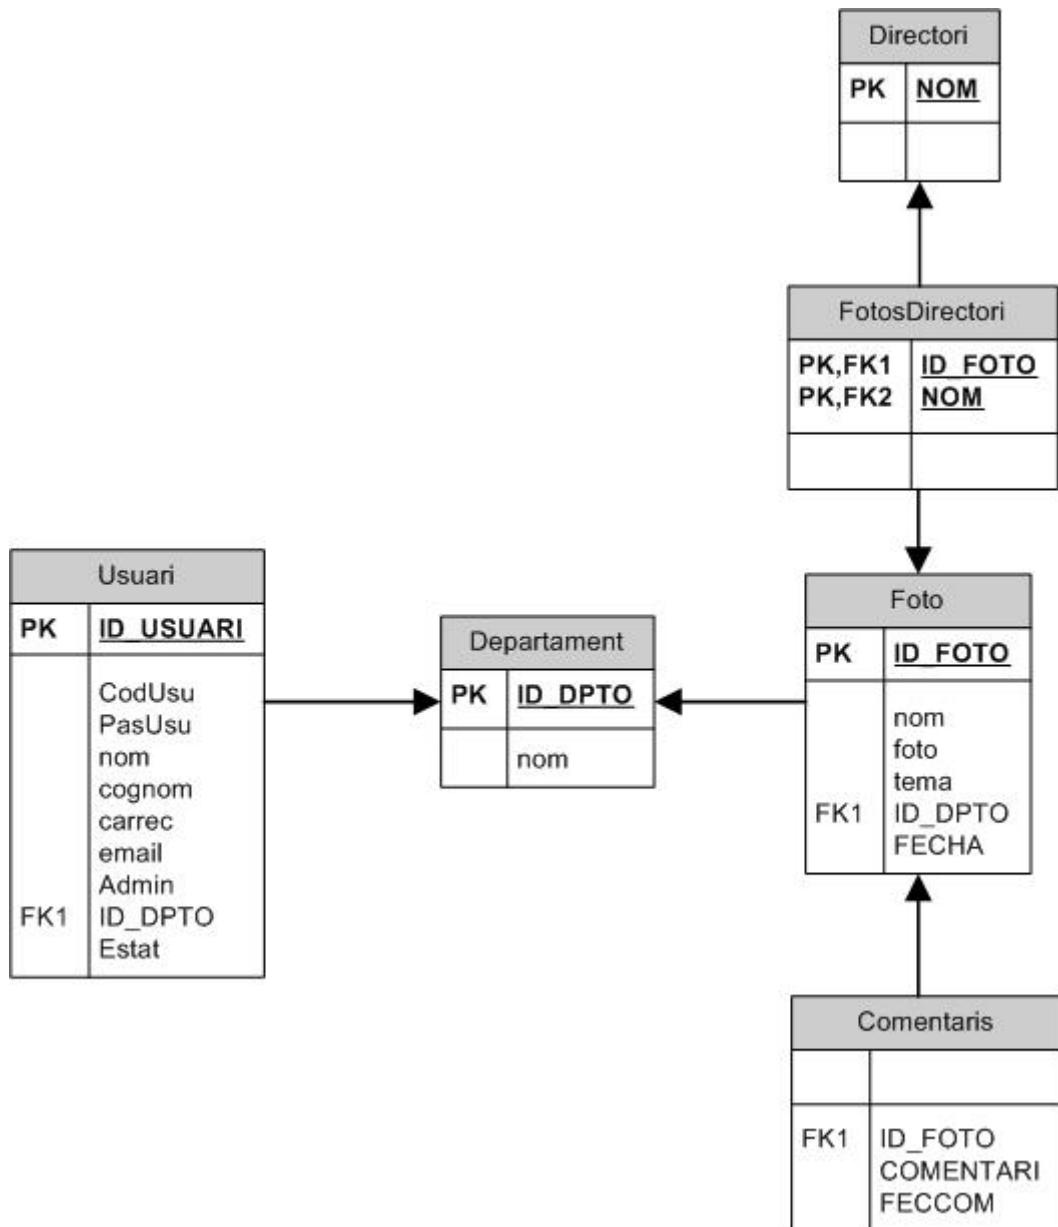 Directori
PK NOM
FotosDirectori
PK,FK1 ID_FOTO
PK,FK2 NOM
Usuari
PK ID_USUARI
CodUsu
PasUsu
nom
cognom
carrec
email
Admin
FK1 ID_DPTO
Estat
Departament
PK ID_DPTO
nom
Foto
PK ID_FOTO
nom
foto
tema
FK1 ID_DPTO
FECHA
Comentaris
FK1 ID_FOTO
COMENTARI
FECCOM